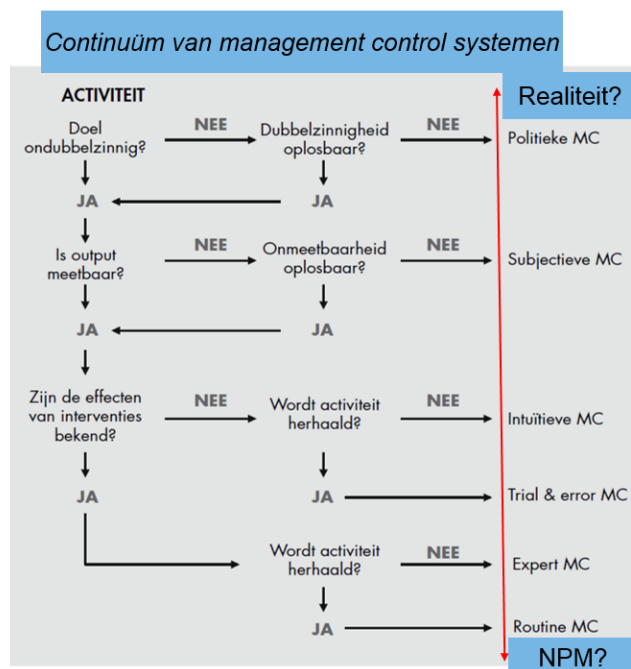 Continuüm van management control systemen
Realiteit?
ACTIVITEIT
Doel
ondubbelzinnig?
NEE
Dubbelzinnigheid
oplosbaar?
NEE
Politieke MC
JA
JA
Is output
meetbaar?
NEE
Onmeetbaarheid
oplosbaar?
NEE
Subjectieve MC
JA
JA
Zijn de effecten
van interventies
bekend?
NEE
Wordt activiteit
herhaald?
NEE
Intuïtieve MC
JA
JA
Trial & error MC
Wordt activiteit
herhaald?
NEE
Expert MC
JA
Routine MC
NPM?